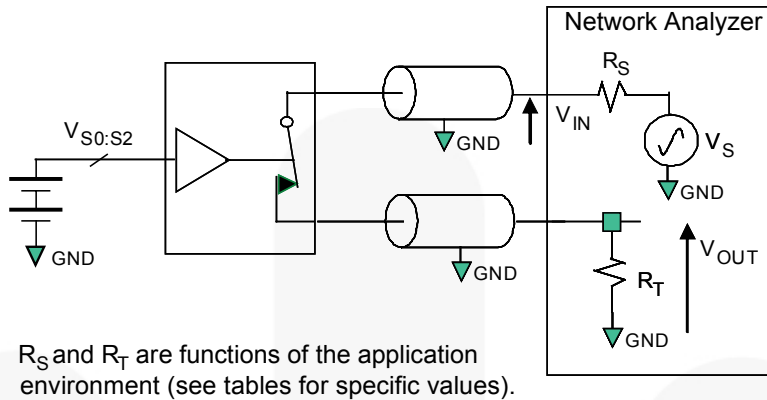 Network Analyzer
R_S
V_S0:S2
V_IN
GND
V_S
GND
GND
V_OUT
GND
R_T
GND
R_S and R_T are functions of the application
environment (see tables for specific values).